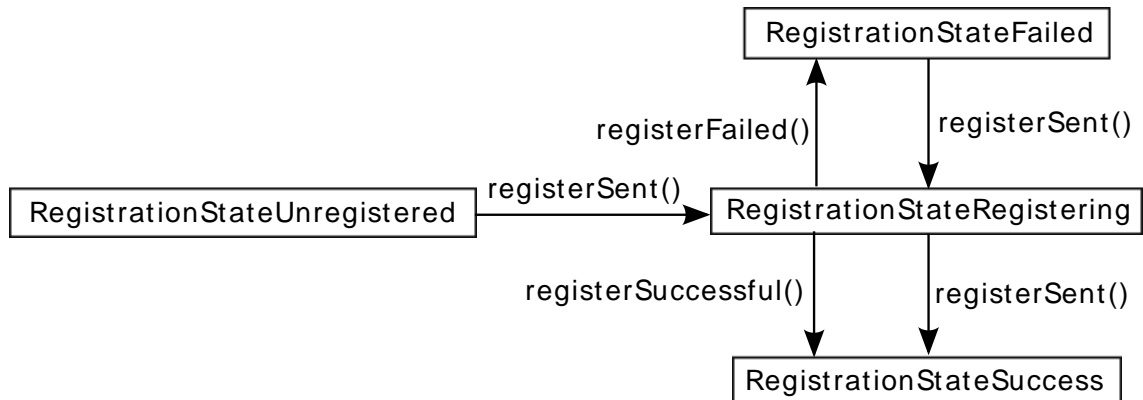 RegistrationStateFailed
registerFailed()
registerSent()
registerSent()
RegistrationStateUnregistered
RegistrationStateRegistering
registerSuccessful()
registerSent()
RegistrationStateSuccess